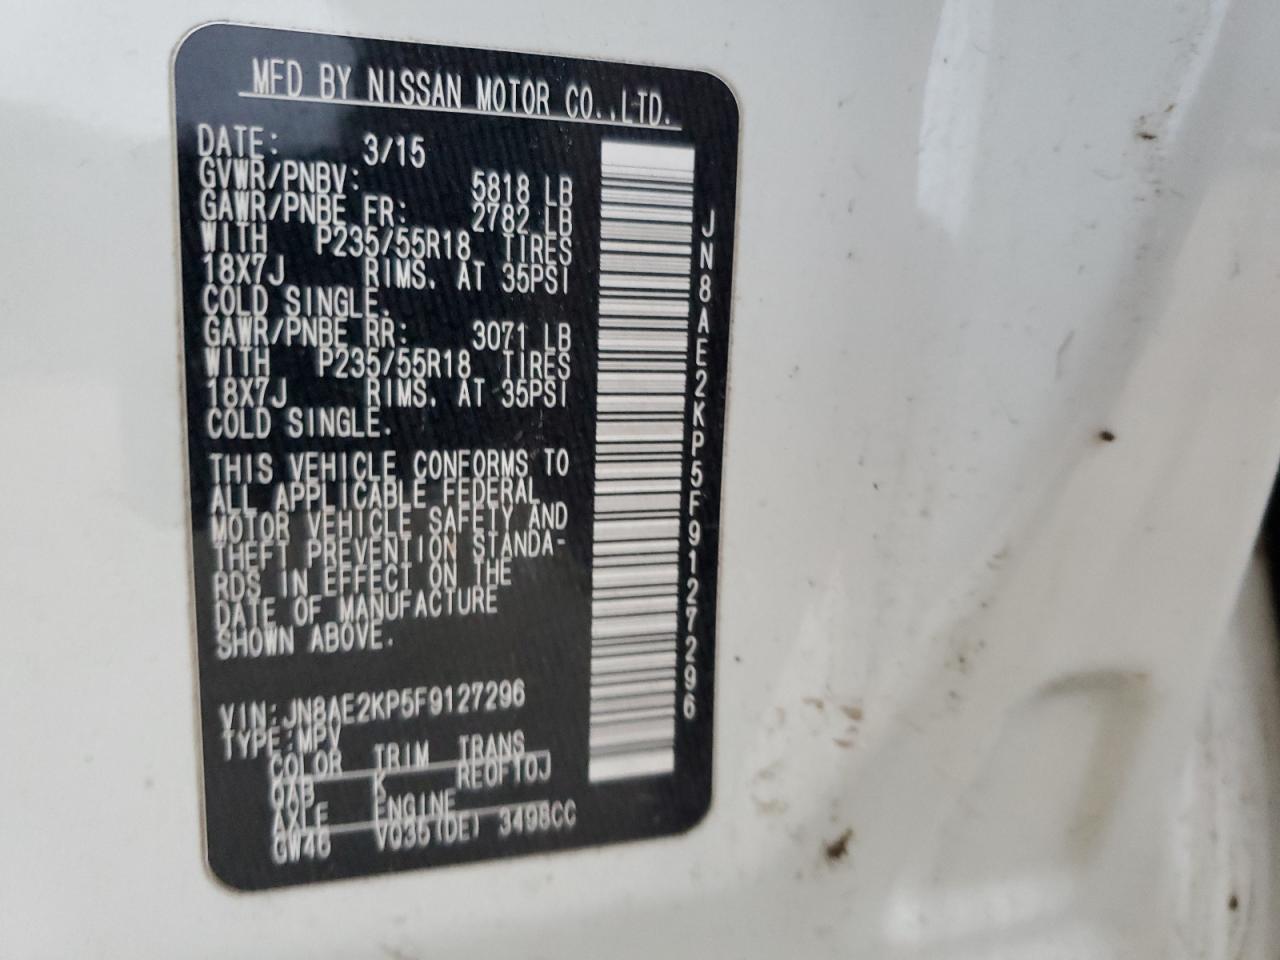 MFD BY NISSAN MOTOR CO.,LTD.
DATE: 3/15
GVWR/PNBV: 5818 LB
GAWR/PNBE FR: 2782 LB
WITH P235/55R18 TIRES
18X7J RIMS. AT 35PSI
COLD SINGLE.
GAWR/PNBE RR: 3071 LB
WITH P235/55R18 TIRES
18X7J RIMS. AT 35PSI
COLD SINGLE.
THIS VEHICLE CONFORMS TO
ALL APPLICABLE FEDERAL
MOTOR VEHICLE SAFETY AND
THEFT PREVENTION STANDA-
RDS IN EFFECT ON THE
DATE OF MANUFACTURE
SHOWN ABOVE.
VIN:JN8AE2KP5F9127296
TYPE:MPV
COLOR TRIM TRANS
QAB K RE0F10J
AXLE ENGINE
GW46 VQ35(DE) 3498CC
JN8AE2KP5F9127296